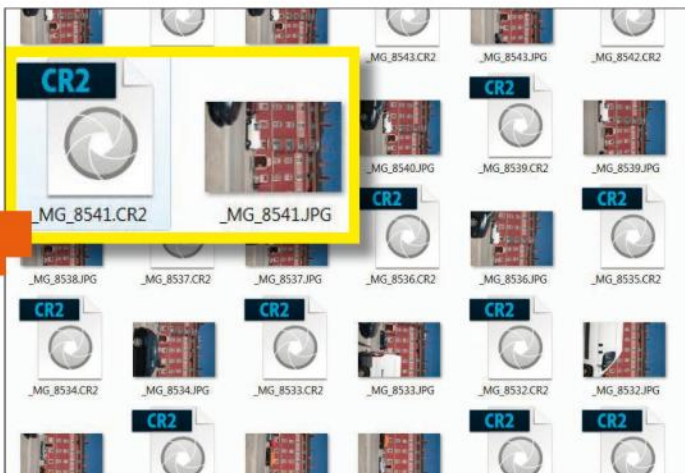 _MG_8543.CR2 _MG_8543.JPG _MG_8542.CR2
CR2 CR2
_MG_8541.CR2 _MG_8541.JPG _MG_8540.JPG _MG_8539.CR2 _MG_8539.JPG
CR2 CR2
_MG_8538.JPG _MG_8537.CR2 _MG_8537.JPG _MG_8536.CR2 _MG_8536.JPG _MG_8535.CR2
CR2 CR2 CR2
_MG_8534.CR2 _MG_8534.JPG _MG_8533.CR2 _MG_8533.JPG _MG_8532.CR2 _MG_8532.JPG
CR2 CR2 CR2